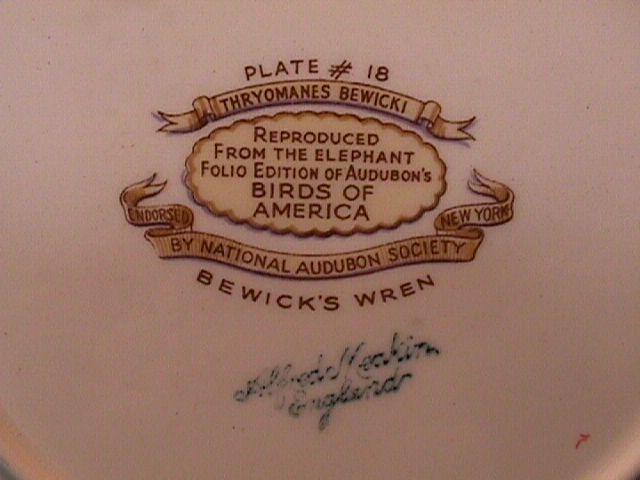 PLATE # 18
THRYOMANES BEWICKI
REPRODUCED
FROM THE ELEPHANT
FOLIO EDITION OF AUDUBON'S
BIRDS OF
AMERICA
ENDORSED
BY NATIONAL AUDUBON SOCIETY
NEW YORK
BEWICK'S WREN
Alfred Meakin
England